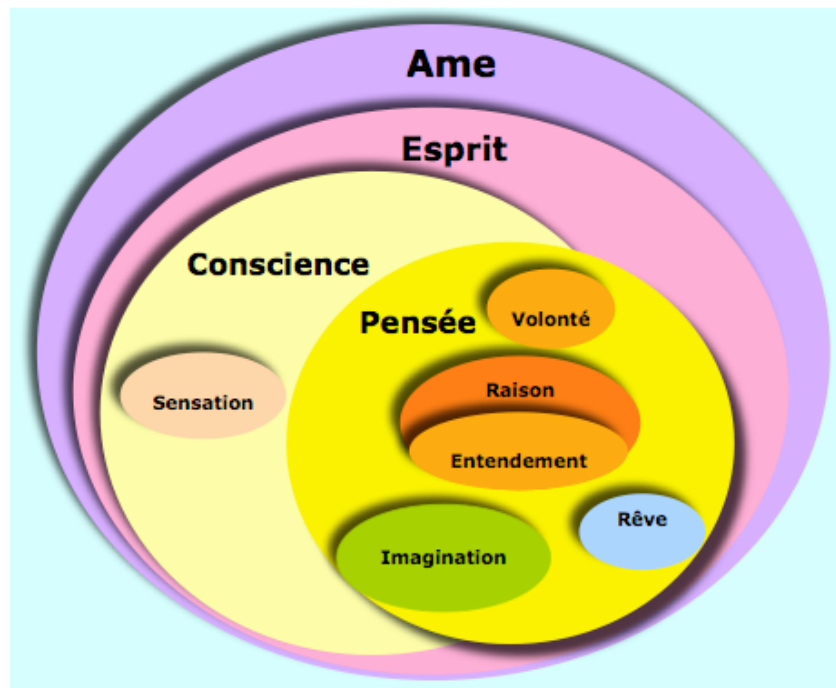 Ame
Esprit
Conscience
Pensée
Volonté
Sensation
Raison
Entendement
Rêve
Imagination